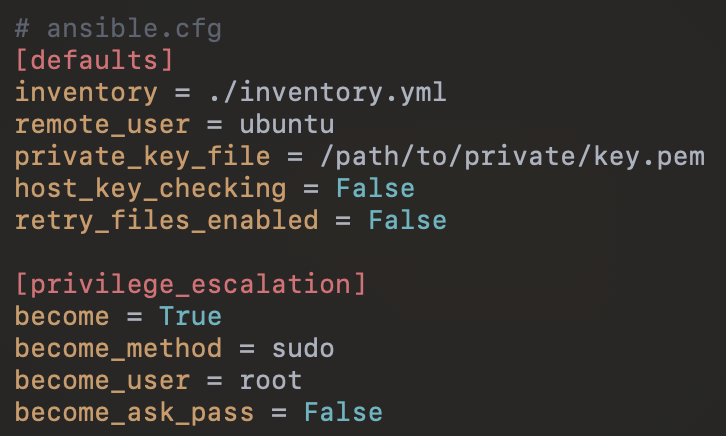 # ansible.cfg
[defaults]
inventory = ./inventory.yml
remote_user = ubuntu
private_key_file = /path/to/private/key.pem
host_key_checking = False
retry_files_enabled = False

[privilege_escalation]
become = True
become_method = sudo
become_user = root
become_ask_pass = False